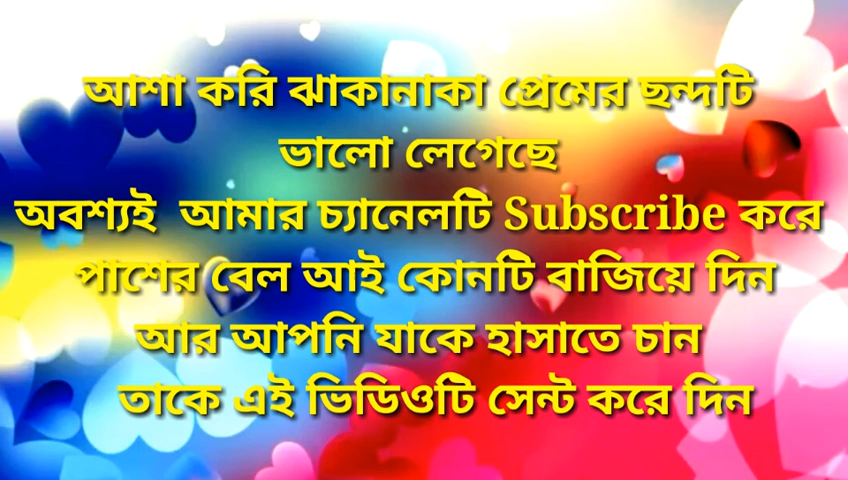 আশা করি ঝাকানাকা প্রেমের ছন্দটি
ভালো লেগেছে
অবশ্যই আমার চ্যানেলটি Subscribe করে
পাশের বেল আই কোনটি বাজিয়ে দিন
আর আপনি যাকে হাসাতে চান
তাকে এই ভিডিওটি সেন্ট করে দিন